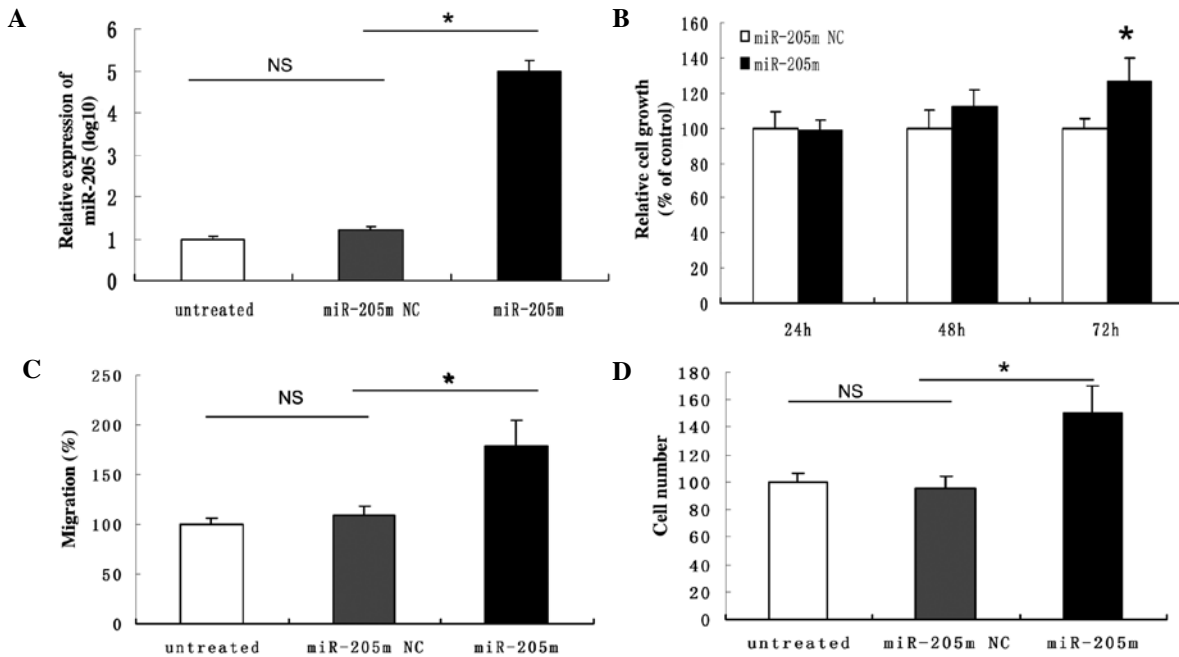 A
Relative expression of
miR-205 (log10)
6
5
4
3
2
1
0
NS
*
untreated
miR-205m NC
miR-205m
B
Relative cell growth
(% of control)
160
140
120
100
80
60
40
20
0
miR-205m NC
miR-205m
*
24h
48h
72h
C
Migration (%)
250
200
150
100
50
0
NS
*
untreated
miR-205m NC
miR-205m
D
Cell number
180
160
140
120
100
80
60
40
20
0
NS
*
untreated
miR-205m NC
miR-205m